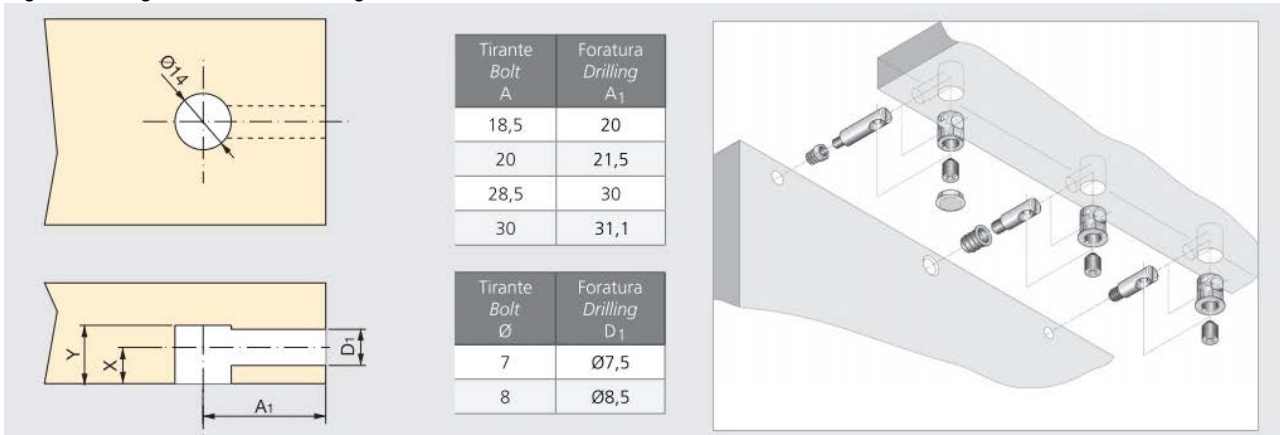 Ø14
Tirante
Bolt
A
Foratura
Drilling
A1
18,5 20
20 21,5
28,5 30
30 31,1
Y
X
D1
A1
Tirante
Bolt
Ø
Foratura
Drilling
D1
7 Ø7,5
8 Ø8,5